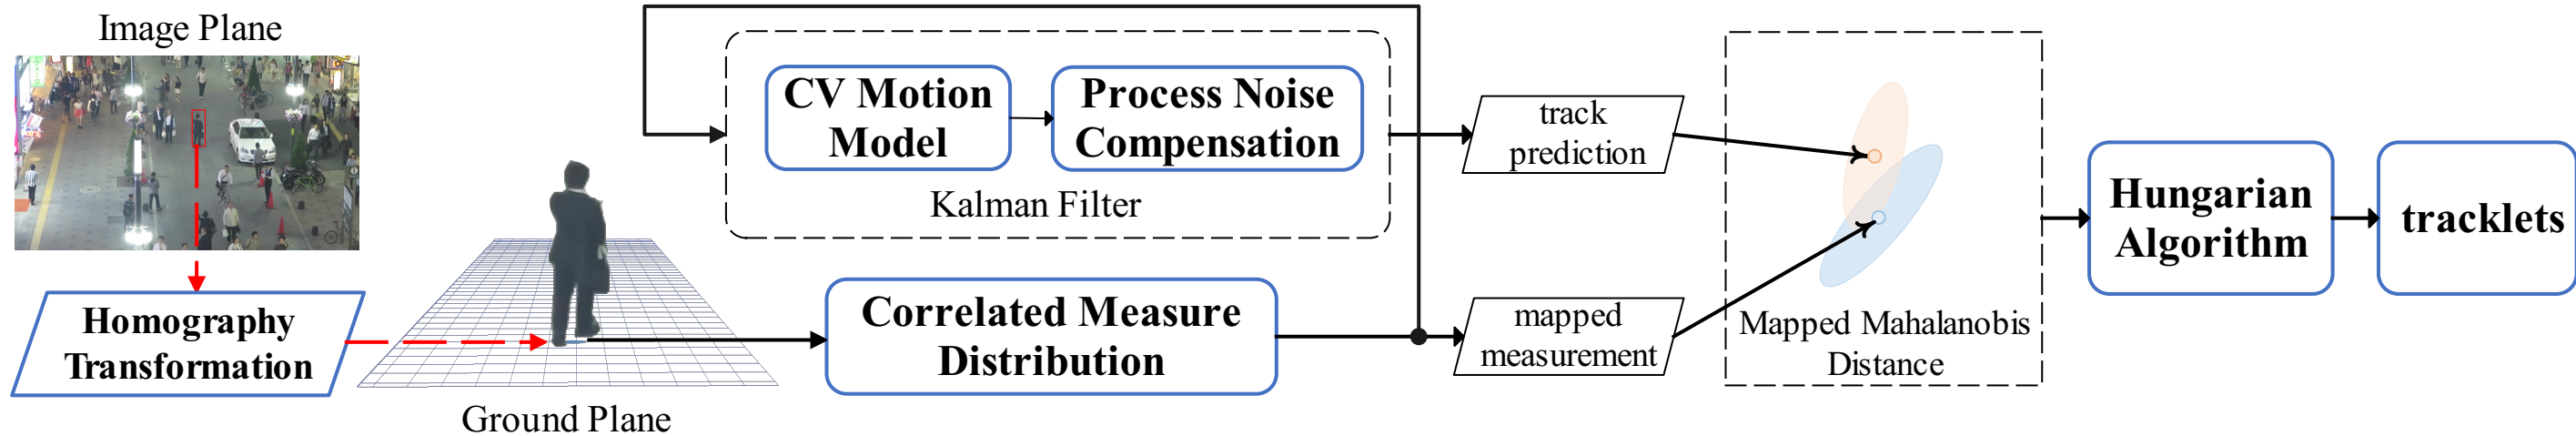 Image Plane
Homography
Transformation
Ground Plane
CV Motion
Model
Process Noise
Compensation
Kalman Filter
Correlated Measure
Distribution
track
prediction
mapped
measurement
Mapped Mahalanobis
Distance
Hungarian
Algorithm
tracklets